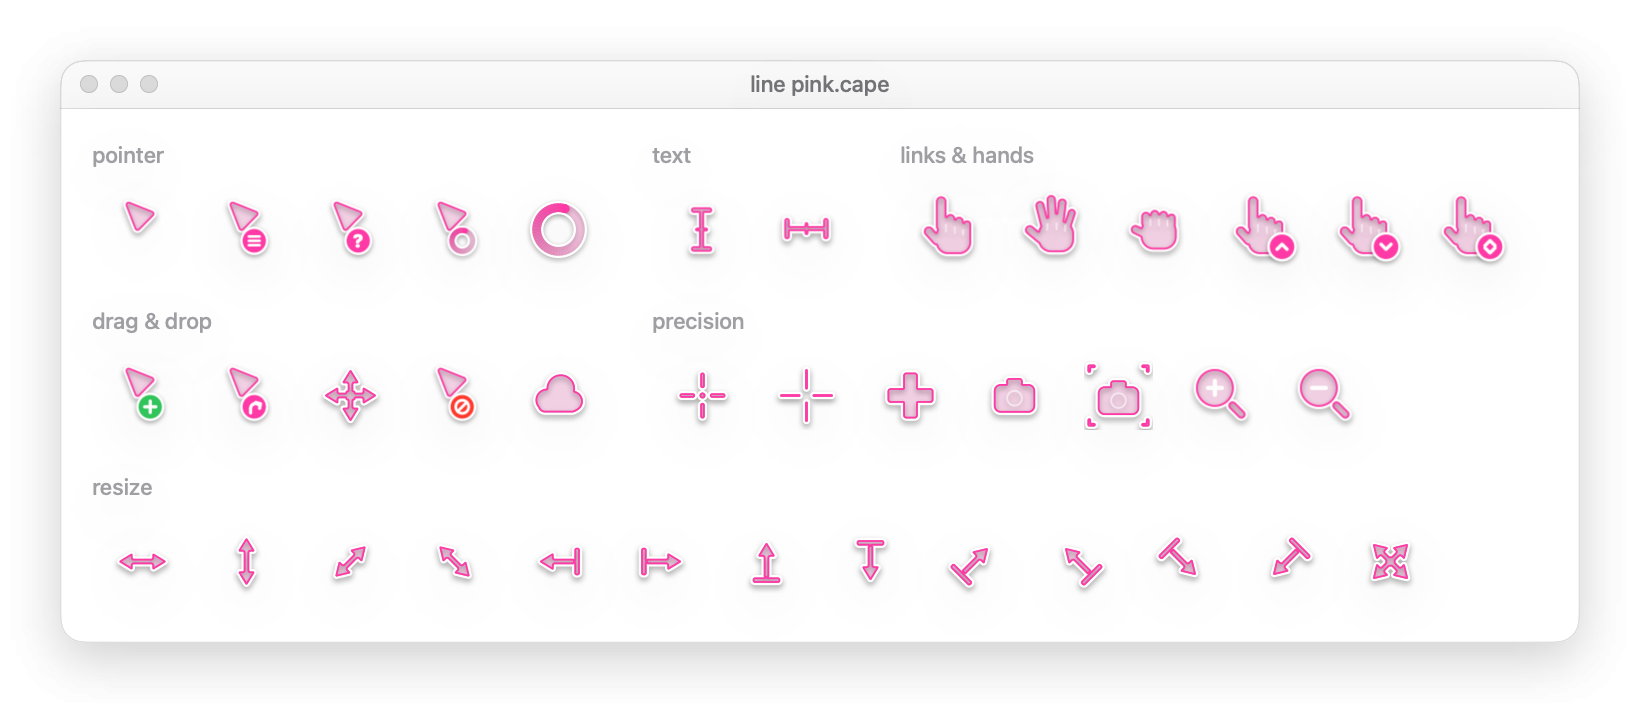 line pink.cape
pointer
text
links & hands
drag & drop
precision
resize